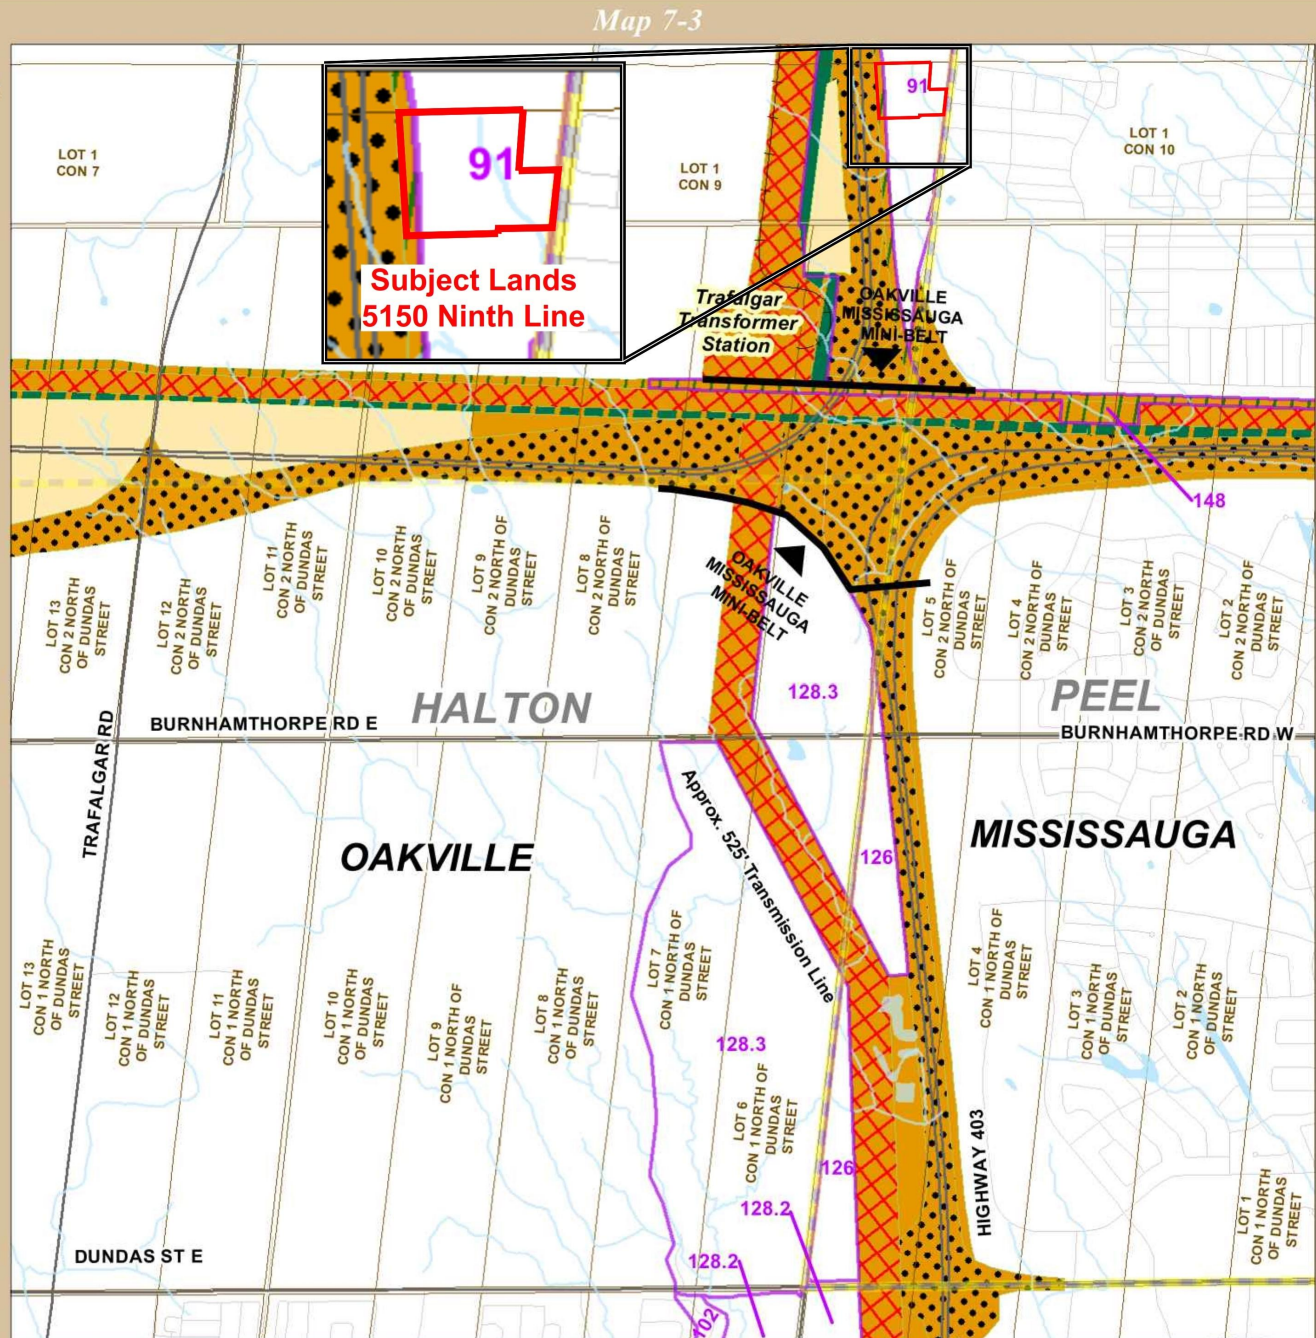 Map 7-3
91
LOT 1
CON 7
91
Subject Lands
5150 Ninth Line
LOT 1
CON 9
LOT 1
CON 10
Trafalgar
Transformer
Station
OAKVILLE
MISSISSAUGA
MINI-BELT
148
LOT 13
CON 2 NORTH
OF DUNDAS
STREET
LOT 12
CON 2 NORTH
OF DUNDAS
STREET
LOT 11
CON 2 NORTH
OF DUNDAS
STREET
LOT 10
CON 2 NORTH
OF DUNDAS
STREET
LOT 9
CON 2 NORTH OF
DUNDAS
STREET
LOT 8
CON 2 NORTH OF
DUNDAS
STREET
OAKVILLE
MISSISSAUGA
MINI-BELT
LOT 5
CON 2 NORTH OF
DUNDAS
STREET
LOT 4
CON 2 NORTH OF
DUNDAS
STREET
LOT 3
CON 2 NORTH
OF DUNDAS
STREET
LOT 2
CON 2 NORTH OF
DUNDAS
STREET
128.3
HALTON
PEEL
BURNHAMTHORPE RD E
BURNHAMTHORPE RD W
TRAFALGAR RD
Approx. 525' Transmission Line
OAKVILLE
MISSISSAUGA
126
LOT 13
CON 1 NORTH
OF DUNDAS
STREET
LOT 12
CON 1 NORTH
OF DUNDAS
STREET
LOT 11
CON 1 NORTH
OF DUNDAS
STREET
LOT 10
CON 1 NORTH
OF DUNDAS
STREET
LOT 9
CON 1 NORTH OF
DUNDAS
STREET
LOT 8
CON 1 NORTH
OF DUNDAS
STREET
LOT 7
CON 1 NORTH OF
DUNDAS
STREET
LOT 4
CON 1 NORTH OF
DUNDAS
STREET
LOT 3
CON 1 NORTH
OF DUNDAS
STREET
LOT 2
CON 1 NORTH
OF DUNDAS
STREET
128.3
LOT 6
CON 1 NORTH OF
DUNDAS
STREET
126
HIGHWAY 403
LOT 1
CON 1 NORTH
OF DUNDAS
STREET
128.2
DUNDAS ST E
128.2
102